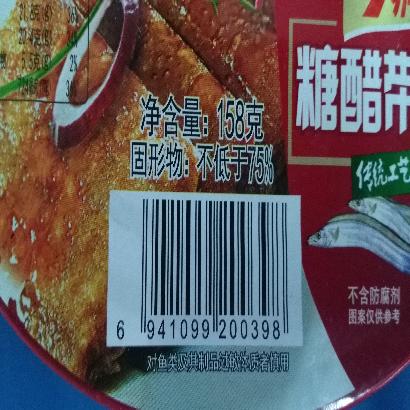 糖醋带
传统工艺
净含量：158克
固形物：不低于75%
不含防腐剂
图案仅供参考
6 941099 200398
对鱼类及其制品过敏体质者慎用